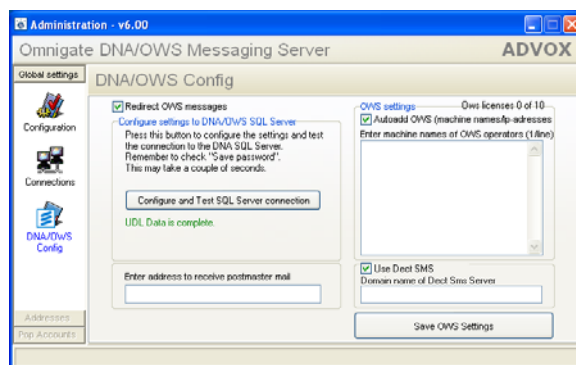 Administration - v6.00
Omnigate DNA/OWS Messaging Server
ADVOX
Global settings
DNA/OWS Config
Configuration
Connections
DNA/OWS
Config
Redirect OWS messages
Configure settings to DNA/OWS SQL Server
Press this button to configure the settings and test
the connection to the DNA SQL Server.
Remember to check "Save password".
This may take a couple of seconds.
Configure and Test SQL Server connection
UDL Data is complete.
Enter address to receive postmaster mail
OWS settings
Ows licenses 0 of 10
Autoadd OWS (machine names/ip-adresses
Enter machine names of OWS operators (1/line)
Use Dect SMS
Domain name of Dect Sms Server
Save OWS Settings
Addresses
Pop Accounts